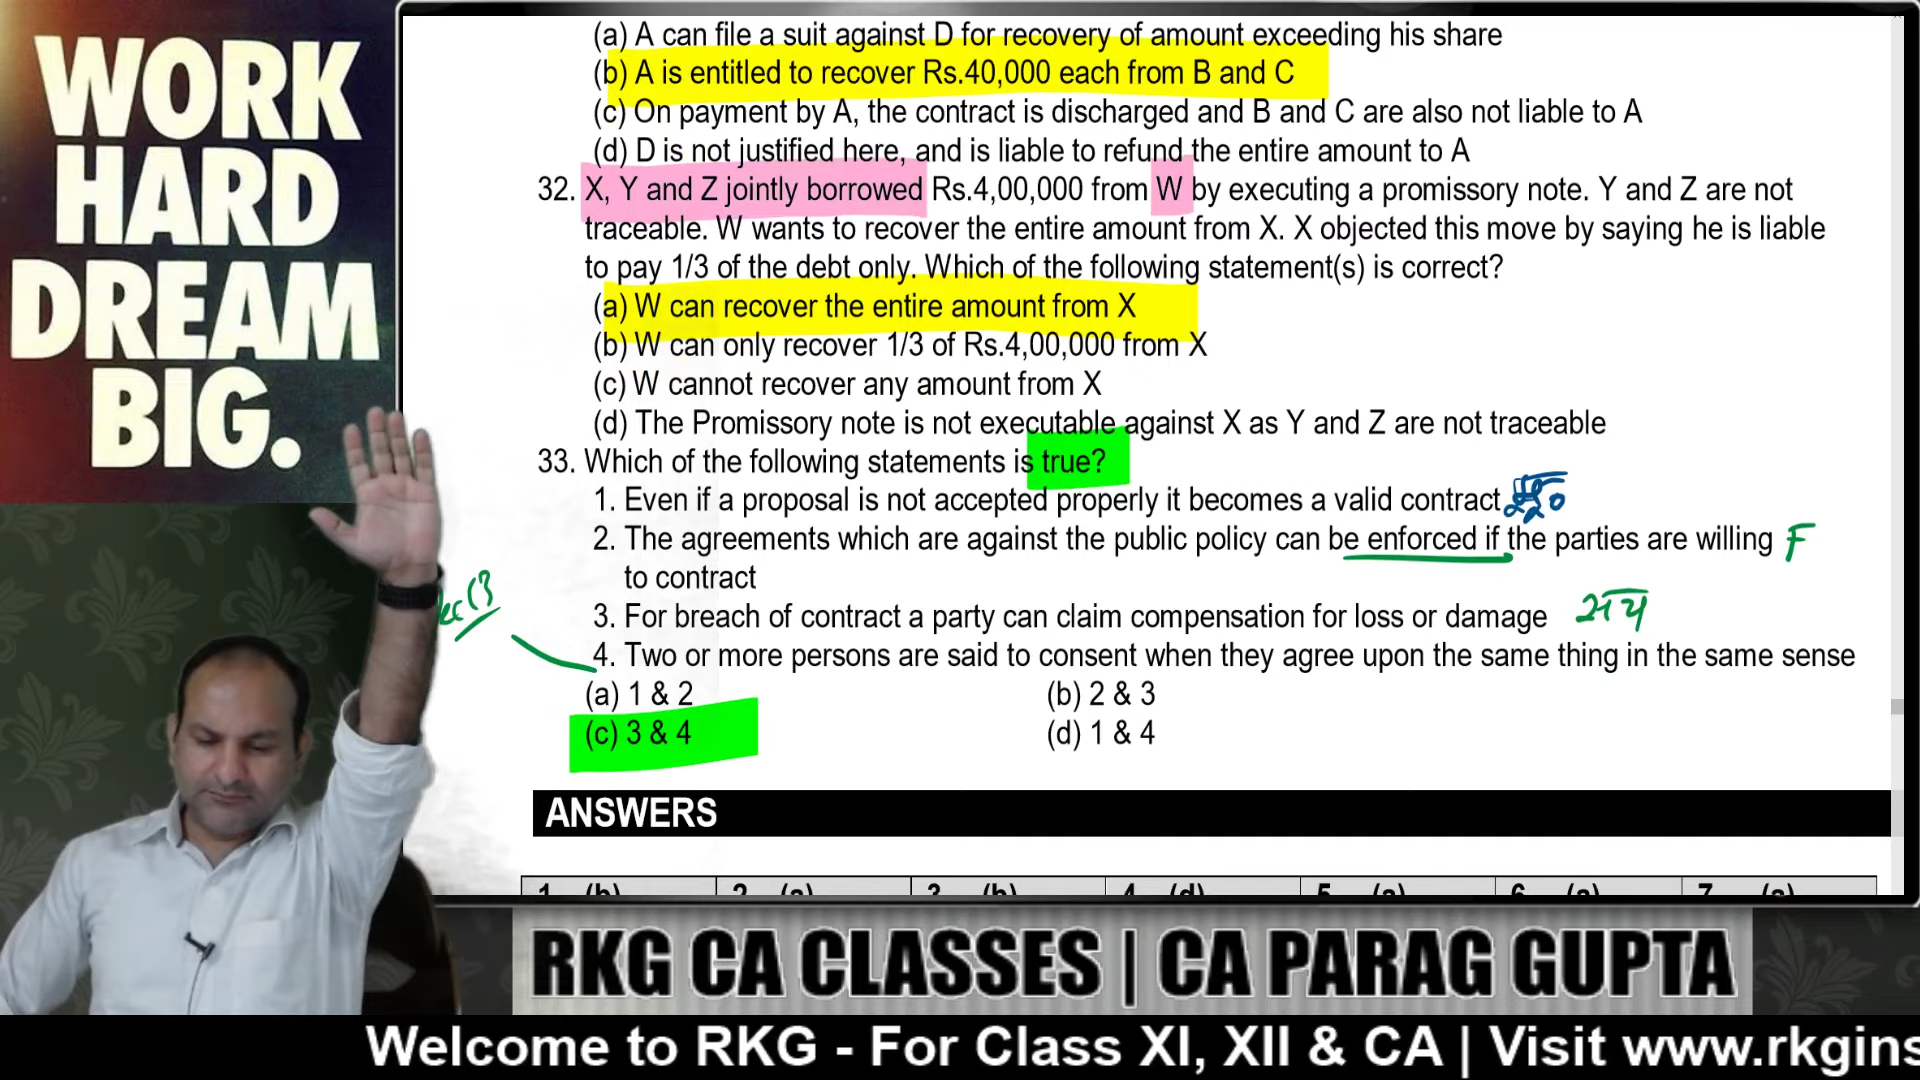 WORK
HARD
DREAM
BIG.
(a) A can file a suit against D for recovery of amount exceeding his share
(b) A is entitled to recover Rs.40,000 each from B and C
(c) On payment by A, the contract is discharged and B and C are also not liable to A
(d) D is not justified here, and is liable to refund the entire amount to A
32. X, Y and Z jointly borrowed Rs.4,00,000 from W by executing a promissory note. Y and Z are not
traceable. W wants to recover the entire amount from X. X objected this move by saying he is liable
to pay 1/3 of the debt only. Which of the following statement(s) is correct?
(a) W can recover the entire amount from X
(b) W can only recover 1/3 of Rs.4,00,000 from X
(c) W cannot recover any amount from X
(d) The Promissory note is not executable against X as Y and Z are not traceable
33. Which of the following statements is true?
1. Even if a proposal is not accepted properly it becomes a valid contract
2. The agreements which are against the public policy can be enforced if the parties are willing F
to contract
3. For breach of contract a party can claim compensation for loss or damage
4. Two or more persons are said to consent when they agree upon the same thing in the same sense
(a) 1 & 2 (b) 2 & 3
(c) 3 & 4 (d) 1 & 4
ANSWERS
1. (b) 2. (a) 3. (b) 4. (d) 5. (a) 6. (a) 7.
RKG CA CLASSES | CA PARAG GUPTA
Welcome to RKG - For Class XI, XII & CA | Visit www.rkgins